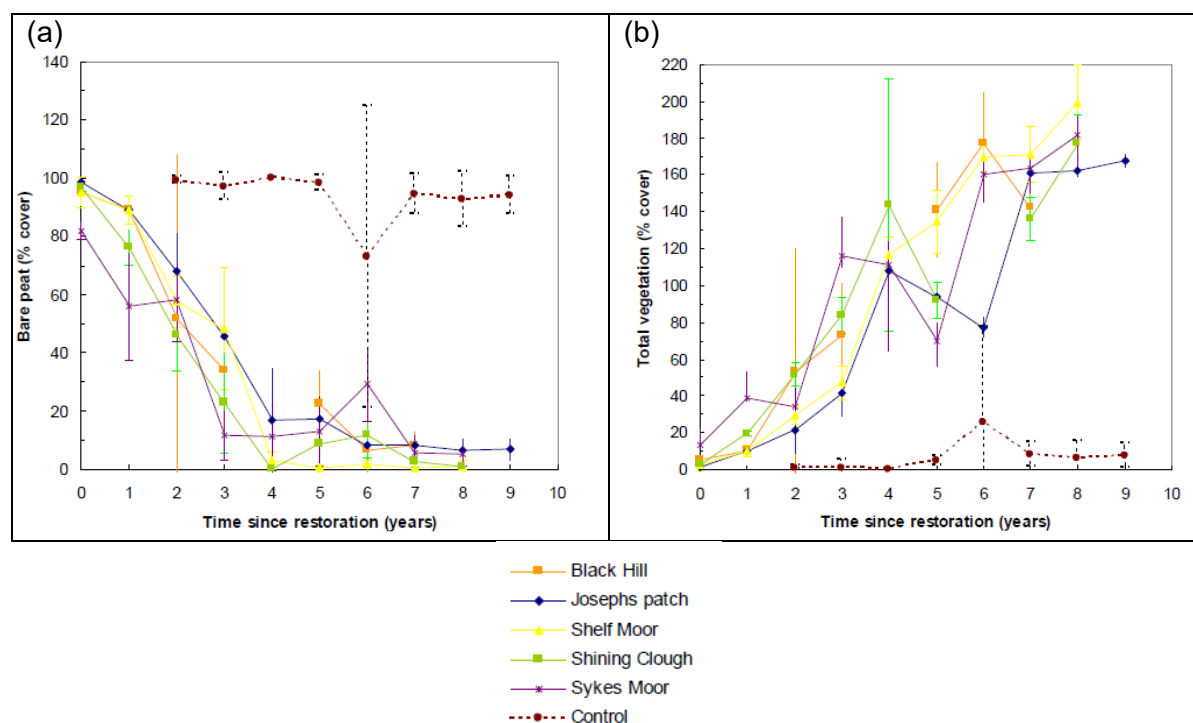 (a)
140
120
100
80
60
40
20
0
Bare peat (% cover)
0 1 2 3 4 5 6 7 8 9 10
Time since restoration (years)
(b)
220
200
180
160
140
120
100
80
60
40
20
0
Total vegetation (% cover)
0 1 2 3 4 5 6 7 8 9 10
Time since restoration (years)
Black Hill
Josephs patch
Shelf Moor
Shining Clough
Sykes Moor
Control